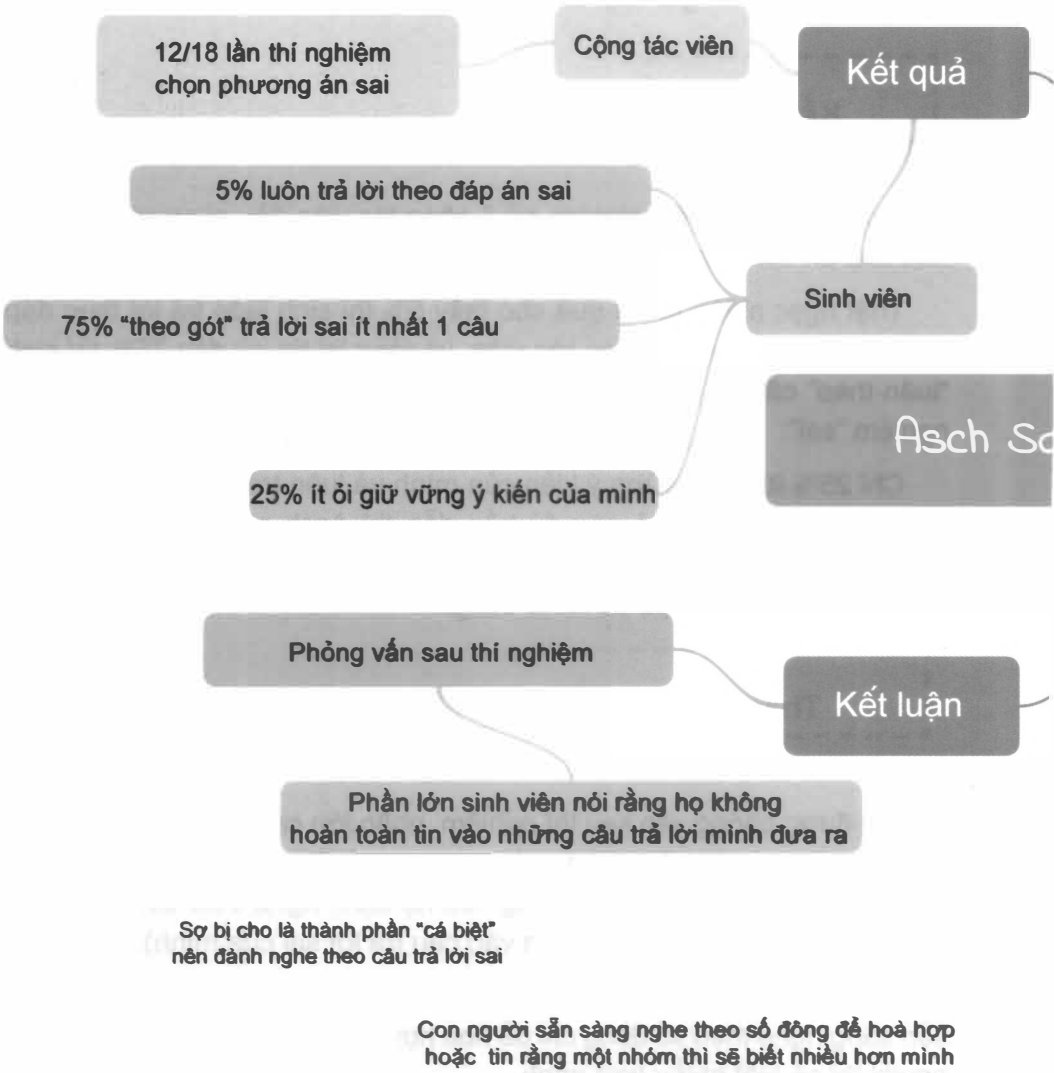 12/18 lần thí nghiệm
chọn phương án sai
Cộng tác viên
Kết quả
5% luôn trả lời theo đáp án sai
75% “theo gót” trả lời sai ít nhất 1 câu
25% ít ỏi giữ vững ý kiến của mình
Sinh viên
Asch
Phỏng vấn sau thí nghiệm
Kết luận
Phần lớn sinh viên nói rằng họ không
hoàn toàn tin vào những câu trả lời mình đưa ra
Sợ bị cho là thành phần “cá biệt”
nên đành nghe theo câu trả lời sai
Con người sẵn sàng nghe theo số đông để hoà hợp
hoặc tin rằng một nhóm thì sẽ biết nhiều hơn mình